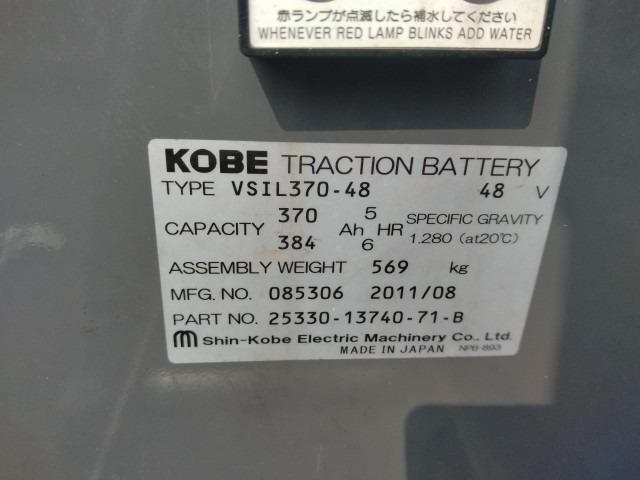 赤ランプが点滅したら補水してください
WHENEVER RED LAMP BLINKS ADD WATER
KOBE TRACTION BATTERY
TYPE VSIL370-48 48 V
CAPACITY 370 384 Ah 5 6 HR SPECIFIC GRAVITY 1.280 (at20℃)
ASSEMBLY WEIGHT 569 kg
MFG. NO. 085306 2011/08
PART NO. 25330-13740-71-B
Shin-Kobe Electric Machinery Co., Ltd.
MADE IN JAPAN NPB-893